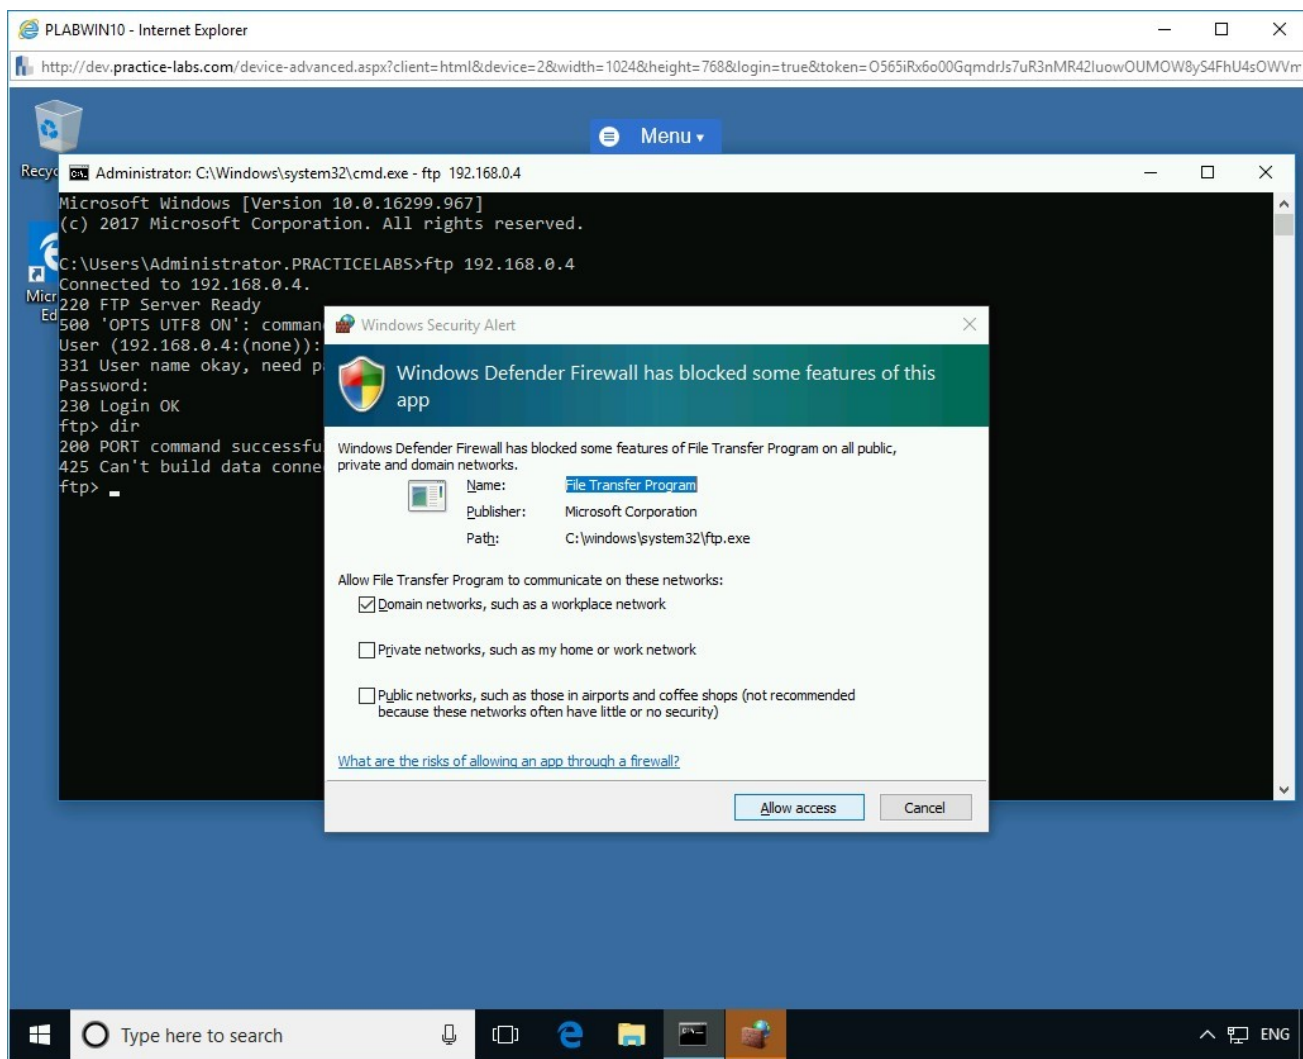 PLABWIN10 - Internet Explorer
http://dev.practice-labs.com/device-advanced.aspx?client=html&device=2&width=1024&height=768&login=true&token=
Menu
Administrator: C:\Windows\system32\cmd.exe - ftp 192.168.0.4
Microsoft Windows [Version 10.0.16299.967]
(c) 2017 Microsoft Corporation. All rights reserved.
C:\Users\Administrator.PRACTICELABS>ftp 192.168.0.4
Connected to 192.168.0.4.
220 FTP Server Ready
500 'OPTS UTF8 ON': comman
User (192.168.0.4:(none)):
331 User name okay, need p
Password:
230 Login OK
ftp> dir
200 PORT command successfu
425 Can't build data conne
ftp>
Recyc
Micr
Ed
Windows Security Alert
Windows Defender Firewall has blocked some features of this
app
Windows Defender Firewall has blocked some features of File Transfer Program on all public,
private and domain networks.
Name: File Transfer Program
Publisher: Microsoft Corporation
Path: C:\windows\system32\ftp.exe
Allow File Transfer Program to communicate on these networks:
Domain networks, such as a workplace network
Private networks, such as my home or work network
Public networks, such as those in airports and coffee shops (not recommended
because these networks often have little or no security)
What are the risks of allowing an app through a firewall?
Allow access
Cancel
Type here to search
ENG